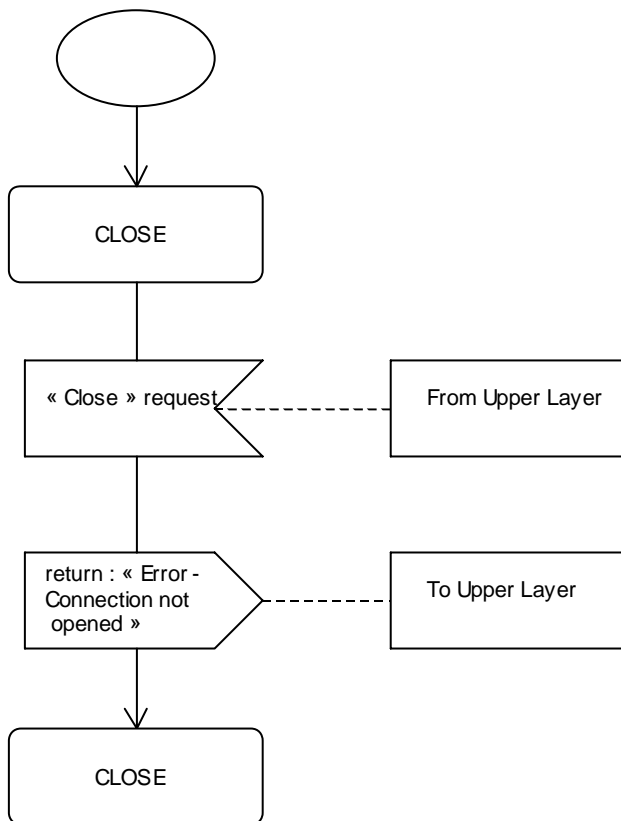 CLOSE
« Close » request
From Upper Layer
return : « Error -
Connection not
opened »
To Upper Layer
CLOSE